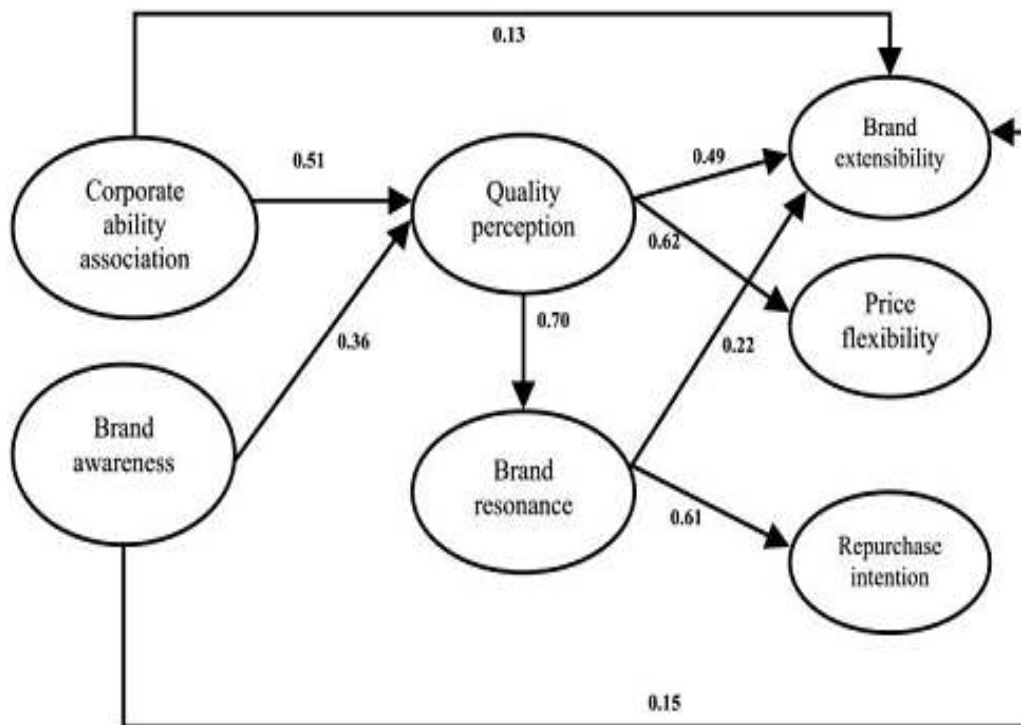 0.13
Corporate
ability
association
0.51
Quality
perception
0.49
Brand
extensibility
0.62
Price
flexibility
0.36
0.70
0.22
Brand
awareness
Brand
resonance
0.61
Repurchase
intention
0.15